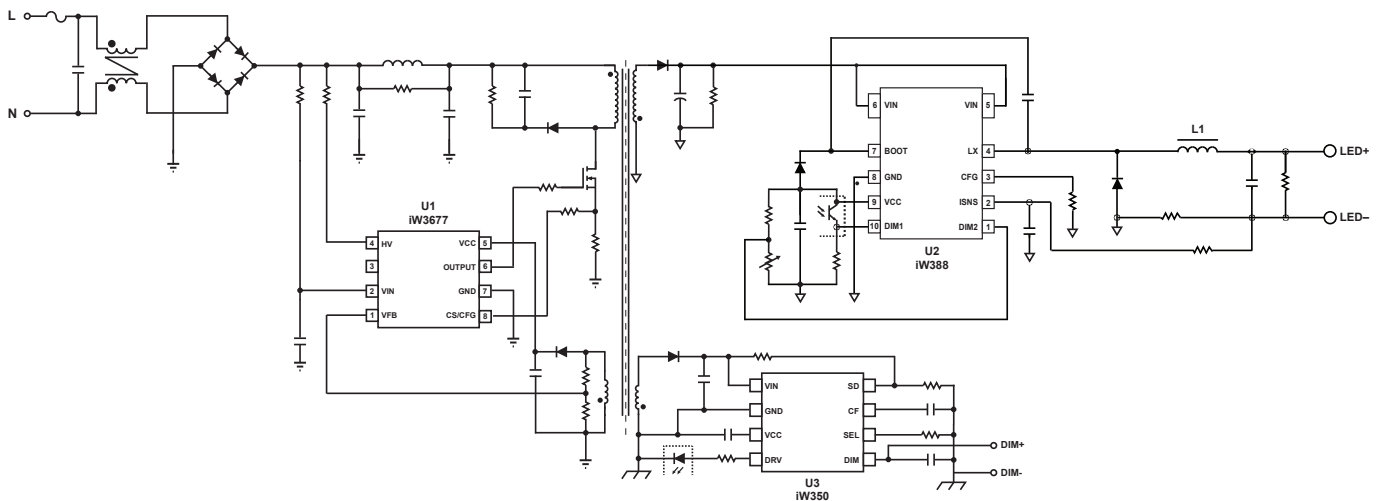 L
N
U1
iW3677
4 HV
3
2 VIN
1 VFB
VCC 5
OUTPUT 6
GND 7
CS/CFG 8
6 VIN
7 BOOT
8 GND
9 VCC
10 DIM1
VIN 5
LX 4
CFG 3
ISNS 2
DIM2 1
U2
iW388
L1
LED+
LED–
VIN
GND
VCC
DRV
SD
CF
SEL
DIM
U3
iW350
DIM+
DIM-